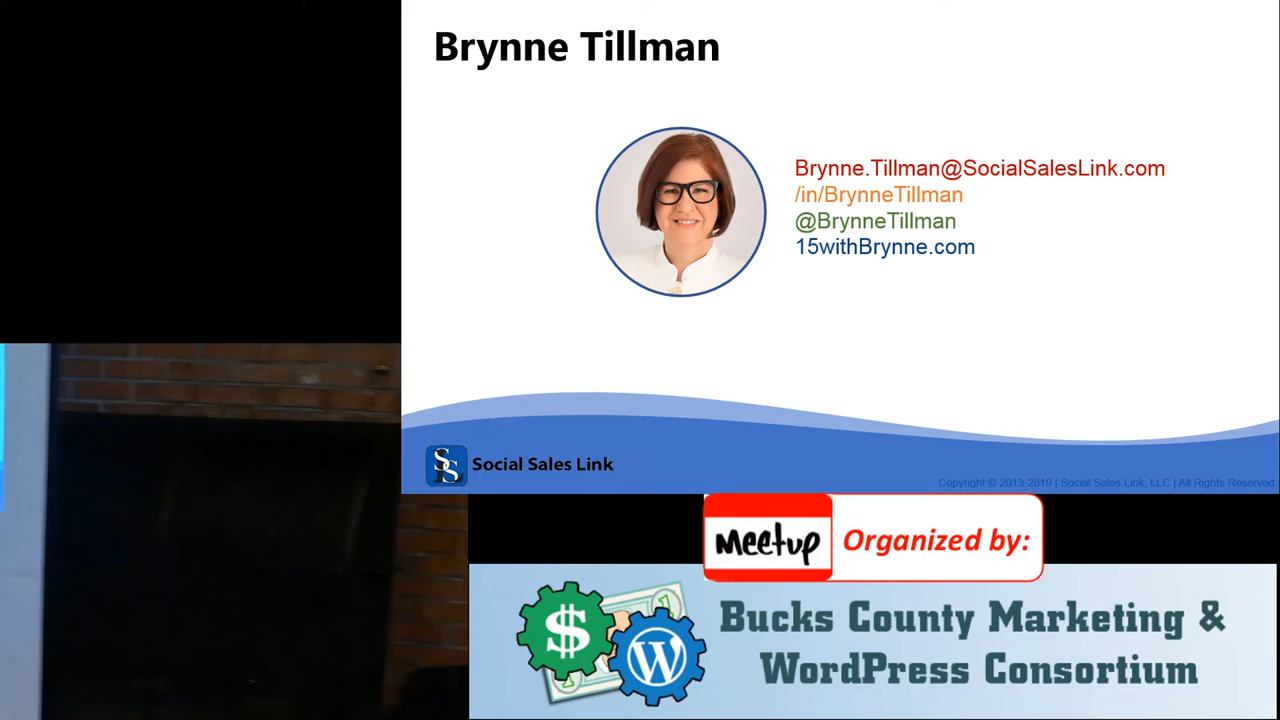 Brynne Tillman
Brynne.Tillman@SocialSalesLink.com
/in/BrynneTillman
@BrynneTillman
15withBrynne.com
Social Sales Link
Copyright © 2013-2019 | Social Sales Link, LLC | All Rights Reserved.
Meetup
Organized by:
Bucks County Marketing &
WordPress Consortium